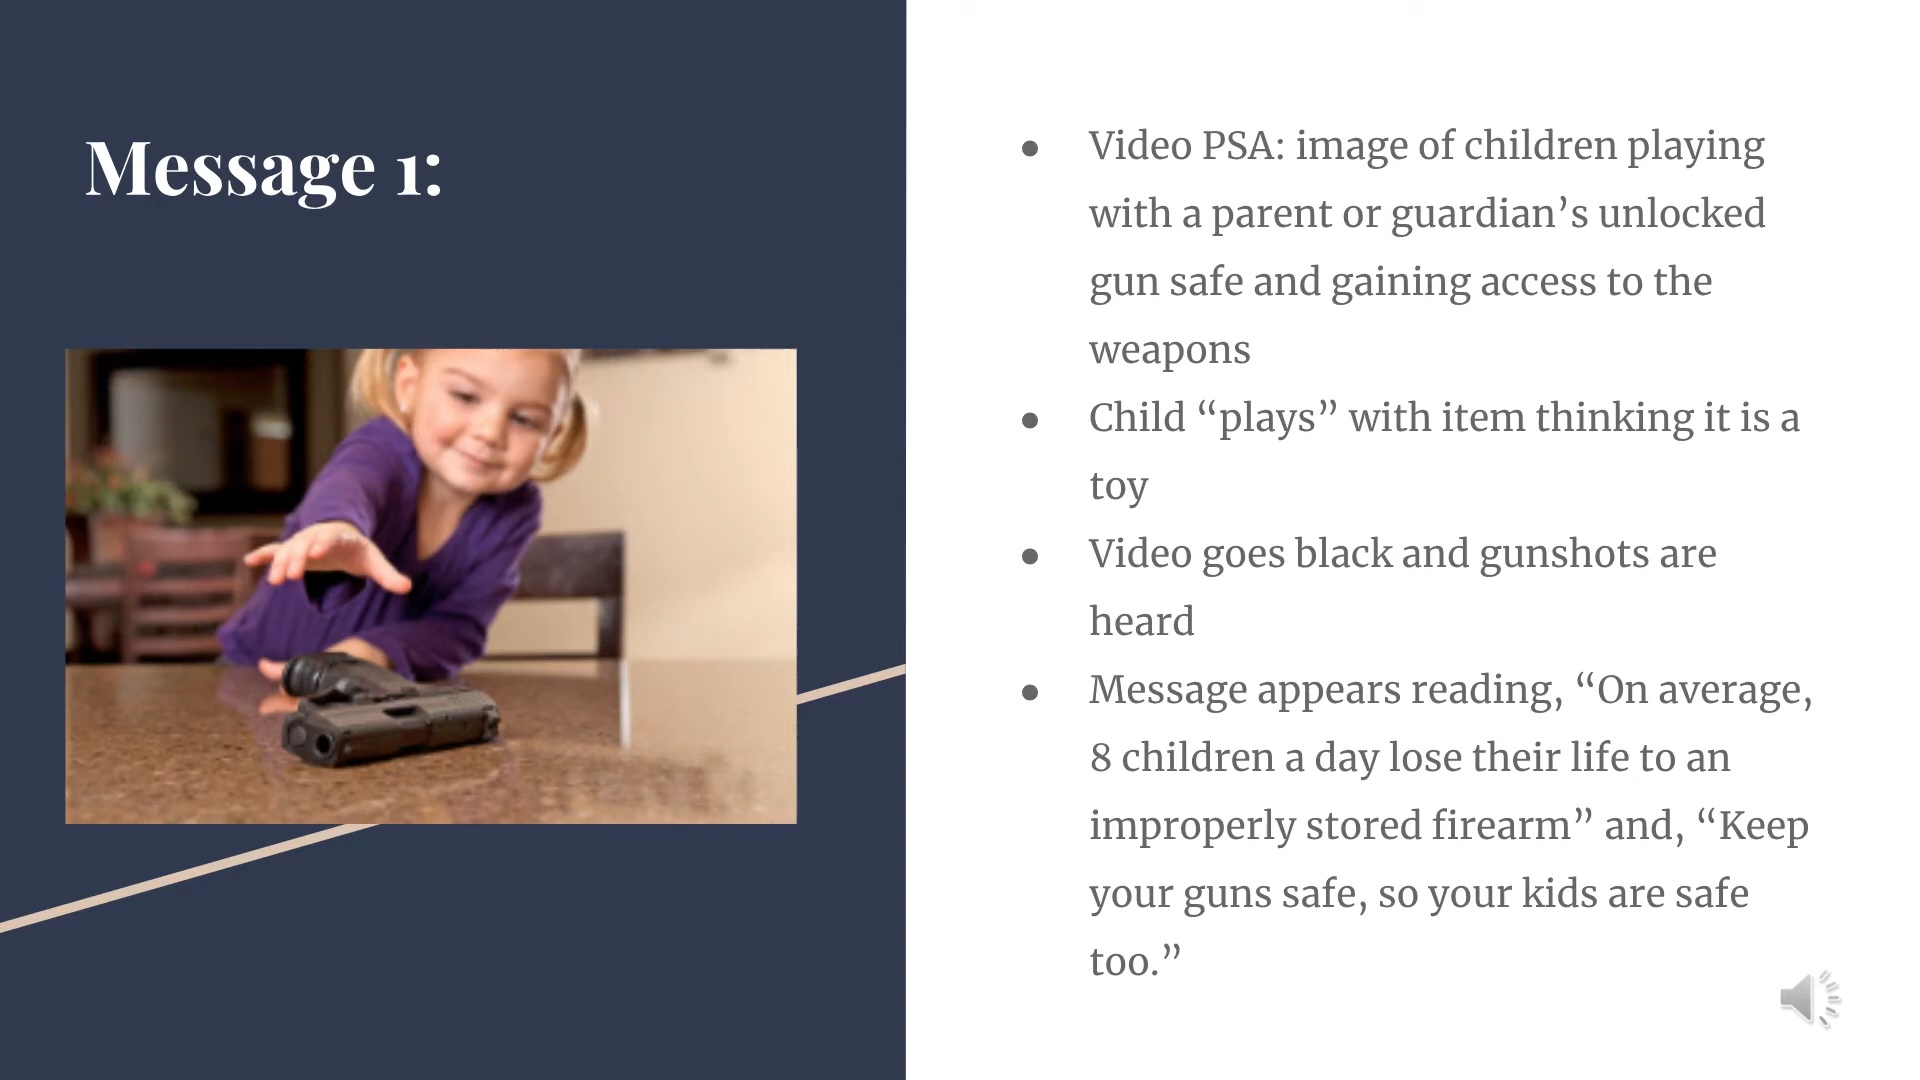 Message 1:
● Video PSA: image of children playing
with a parent or guardian’s unlocked
gun safe and gaining access to the
weapons
● Child “plays” with item thinking it is a
toy
● Video goes black and gunshots are
heard
● Message appears reading, “On average,
8 children a day lose their life to an
improperly stored firearm” and, “Keep
your guns safe, so your kids are safe
too.”